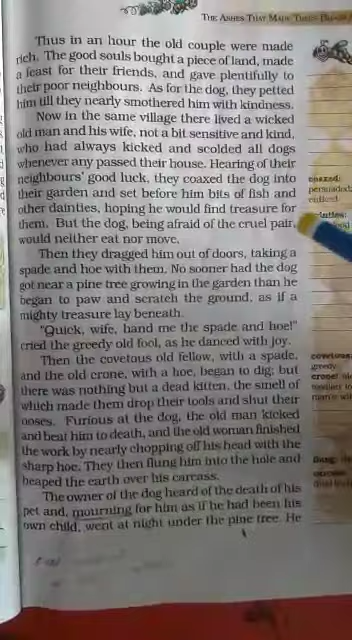 THE ASHES THAT MADE TREES
Thus in an hour the old couple were made
rich. The good souls bought a piece of land, made
a feast for their friends, and gave plentifully to
their poor neighbours. As for the dog, they petted
him till they nearly smothered him with kindness.
Now in the same village there lived a wicked
old man and his wife, not a bit sensitive and kind,
who had always kicked and scolded all dogs
whenever any passed their house. Hearing of their
neighbours' good luck, they coaxed the dog into
their garden and set before him bits of fish and
other dainties, hoping he would find treasure for
them. But the dog, being afraid of the cruel pair,
would neither eat nor move.
Then they dragged him out of doors, taking a
spade and hoe with them. No sooner had the dog
got near a pine tree growing in the garden than he
began to paw and scratch the ground, as if a
mighty treasure lay beneath.
"Quick, wife, hand me the spade and hoe!"
cried the greedy old fool, as he danced with joy.
Then the covetous old fellow, with a spade,
and the old crone, with a hoe, began to dig; but
there was nothing but a dead kitten, the smell of
which made them drop their tools and shut their
noses. Furious at the dog, the old man kicked
and beat him to death, and the old woman finished
the work by nearly chopping off his head with the
sharp hoe. They then flung him into the hole and
heaped the earth over his carcass.
The owner of the dog heard of the death of his
pet and, mourning for him as if he had been his
own child, went at night under the pine tree. He
coaxed:
persuaded
enticed
covetous:
greedy
crone: old
flung: